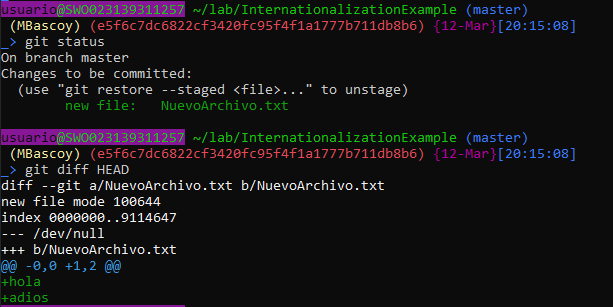 usuario@SWO023139311257 ~/lab/InternationalizationExample (master)
(MBascoy) (e5f6c7dc6822cf3420fc95f4f1a1777b711db8b6) {12-Mar}[20:15:08]
_> git status
On branch master
Changes to be committed:
(use "git restore --staged <file>..." to unstage)
new file: NuevoArchivo.txt
usuario@SWO023139311257 ~/lab/InternationalizationExample (master)
(MBascoy) (e5f6c7dc6822cf3420fc95f4f1a1777b711db8b6) {12-Mar}[20:15:08]
_> git diff HEAD
diff --git a/NuevoArchivo.txt b/NuevoArchivo.txt
new file mode 100644
index 0000000..9114647
--- /dev/null
+++ b/NuevoArchivo.txt
@@ -0,0 +1,2 @@
+hola
+adios